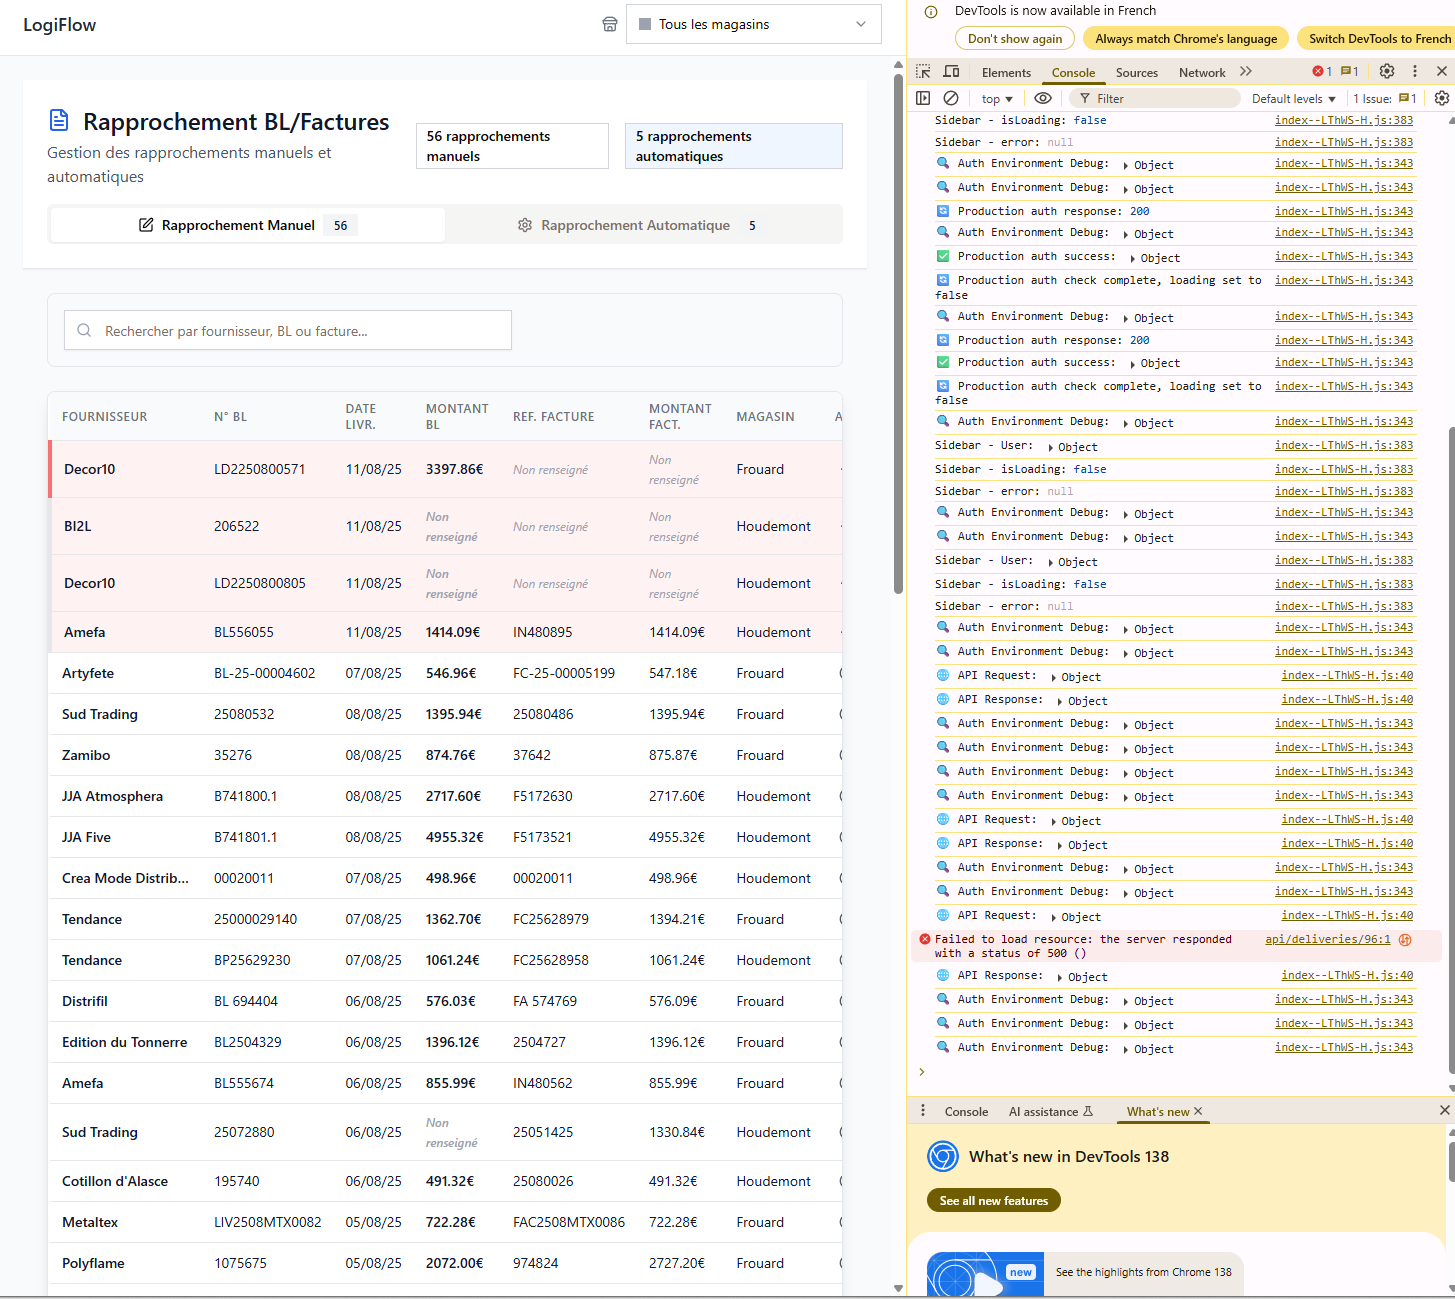 LogiFlow
Tous les magasins
Rapprochement BL/Factures
Gestion des rapprochements manuels et
automatiques
56 rapprochements
manuels
5 rapprochements
automatiques
Rapprochement Manuel 56
Rapprochement Automatique 5
Rechercher par fournisseur, BL ou facture...
FOURNISSEUR N° BL DATE LIVR. MONTANT BL REF. FACTURE MONTANT FACT. MAGASIN A
Decor10 LD2250800571 11/08/25 3397.86€ Non renseigné Non renseigné Frouard
BI2L 206522 11/08/25 Non renseigné Non renseigné Non renseigné Houdemont
Decor10 LD2250800805 11/08/25 Non renseigné Non renseigné Non renseigné Houdemont
Amefa BL556055 11/08/25 1414.09€ IN480895 1414.09€ Houdemont
Artyfete BL-25-00004602 07/08/25 546.96€ FC-25-00005199 547.18€ Frouard
Sud Trading 25080532 08/08/25 1395.94€ 25080486 1395.94€ Frouard
Zamibo 35276 08/08/25 874.76€ 37642 875.87€ Frouard
JJA Atmosphera B741800.1 08/08/25 2717.60€ F5172630 2717.60€ Houdemont
JJA Five B741801.1 08/08/25 4955.32€ F5173521 4955.32€ Houdemont
Crea Mode Distrib... 00020011 07/08/25 498.96€ 00020011 498.96€ Houdemont
Tendance 25000029140 07/08/25 1362.70€ FC25628979 1394.21€ Frouard
Tendance BP25629230 07/08/25 1061.24€ FC25628958 1061.24€ Frouard
Distrifil BL 694404 06/08/25 576.03€ FA 574769 576.09€ Frouard
Edition du Tonnerre BL2504329 06/08/25 1396.12€ 2504727 1396.12€ Frouard
Amefa BL555674 06/08/25 855.99€ IN480562 855.99€ Frouard
Sud Trading 25072880 06/08/25 Non renseigné 25051425 1330.84€ Houdemont
Cotillon d'Alasce 195740 06/08/25 491.32€ 25080026 491.32€ Houdemont
Metaltex LIV2508MTX0082 05/08/25 722.28€ FAC2508MTX0086 722.28€ Frouard
Polyflame 1075675 05/08/25 2072.00€ 974824 2727.20€ Frouard
DevTools is now available in French
Don't show again Always match Chrome's language Switch DevTools to French
Elements Console Sources Network 1 1
top Filter Default levels 1 Issue: 1
Sidebar - isLoading: false index--LThWS-H.js:383
Sidebar - error: null index--LThWS-H.js:383
Auth Environment Debug: Object index--LThWS-H.js:343
Auth Environment Debug: Object index--LThWS-H.js:343
Production auth response: 200 index--LThWS-H.js:343
Auth Environment Debug: Object index--LThWS-H.js:343
Production auth success: Object index--LThWS-H.js:343
Production auth check complete, loading set to index--LThWS-H.js:343
false
Auth Environment Debug: Object index--LThWS-H.js:343
Production auth response: 200 index--LThWS-H.js:343
Production auth success: Object index--LThWS-H.js:343
Production auth check complete, loading set to index--LThWS-H.js:343
false
Auth Environment Debug: Object index--LThWS-H.js:343
Sidebar - User: Object index--LThWS-H.js:383
Sidebar - isLoading: false index--LThWS-H.js:383
Sidebar - error: null index--LThWS-H.js:383
Auth Environment Debug: Object index--LThWS-H.js:343
Auth Environment Debug: Object index--LThWS-H.js:343
Sidebar - User: Object index--LThWS-H.js:383
Sidebar - isLoading: false index--LThWS-H.js:383
Sidebar - error: null index--LThWS-H.js:383
Auth Environment Debug: Object index--LThWS-H.js:343
Auth Environment Debug: Object index--LThWS-H.js:343
API Request: Object index--LThWS-H.js:40
API Response: Object index--LThWS-H.js:40
Auth Environment Debug: Object index--LThWS-H.js:343
Auth Environment Debug: Object index--LThWS-H.js:343
Auth Environment Debug: Object index--LThWS-H.js:343
Auth Environment Debug: Object index--LThWS-H.js:343
API Request: Object index--LThWS-H.js:40
API Response: Object index--LThWS-H.js:40
Auth Environment Debug: Object index--LThWS-H.js:343
Auth Environment Debug: Object index--LThWS-H.js:343
API Request: Object index--LThWS-H.js:40
Failed to load resource: the server responded api/deliveries/96:1
with a status of 500 ()
API Response: Object index--LThWS-H.js:40
Auth Environment Debug: Object index--LThWS-H.js:343
Auth Environment Debug: Object index--LThWS-H.js:343
Auth Environment Debug: Object index--LThWS-H.js:343
Console AI assistance What's new
What's new in DevTools 138
See all new features
new
See the highlights from Chrome 138